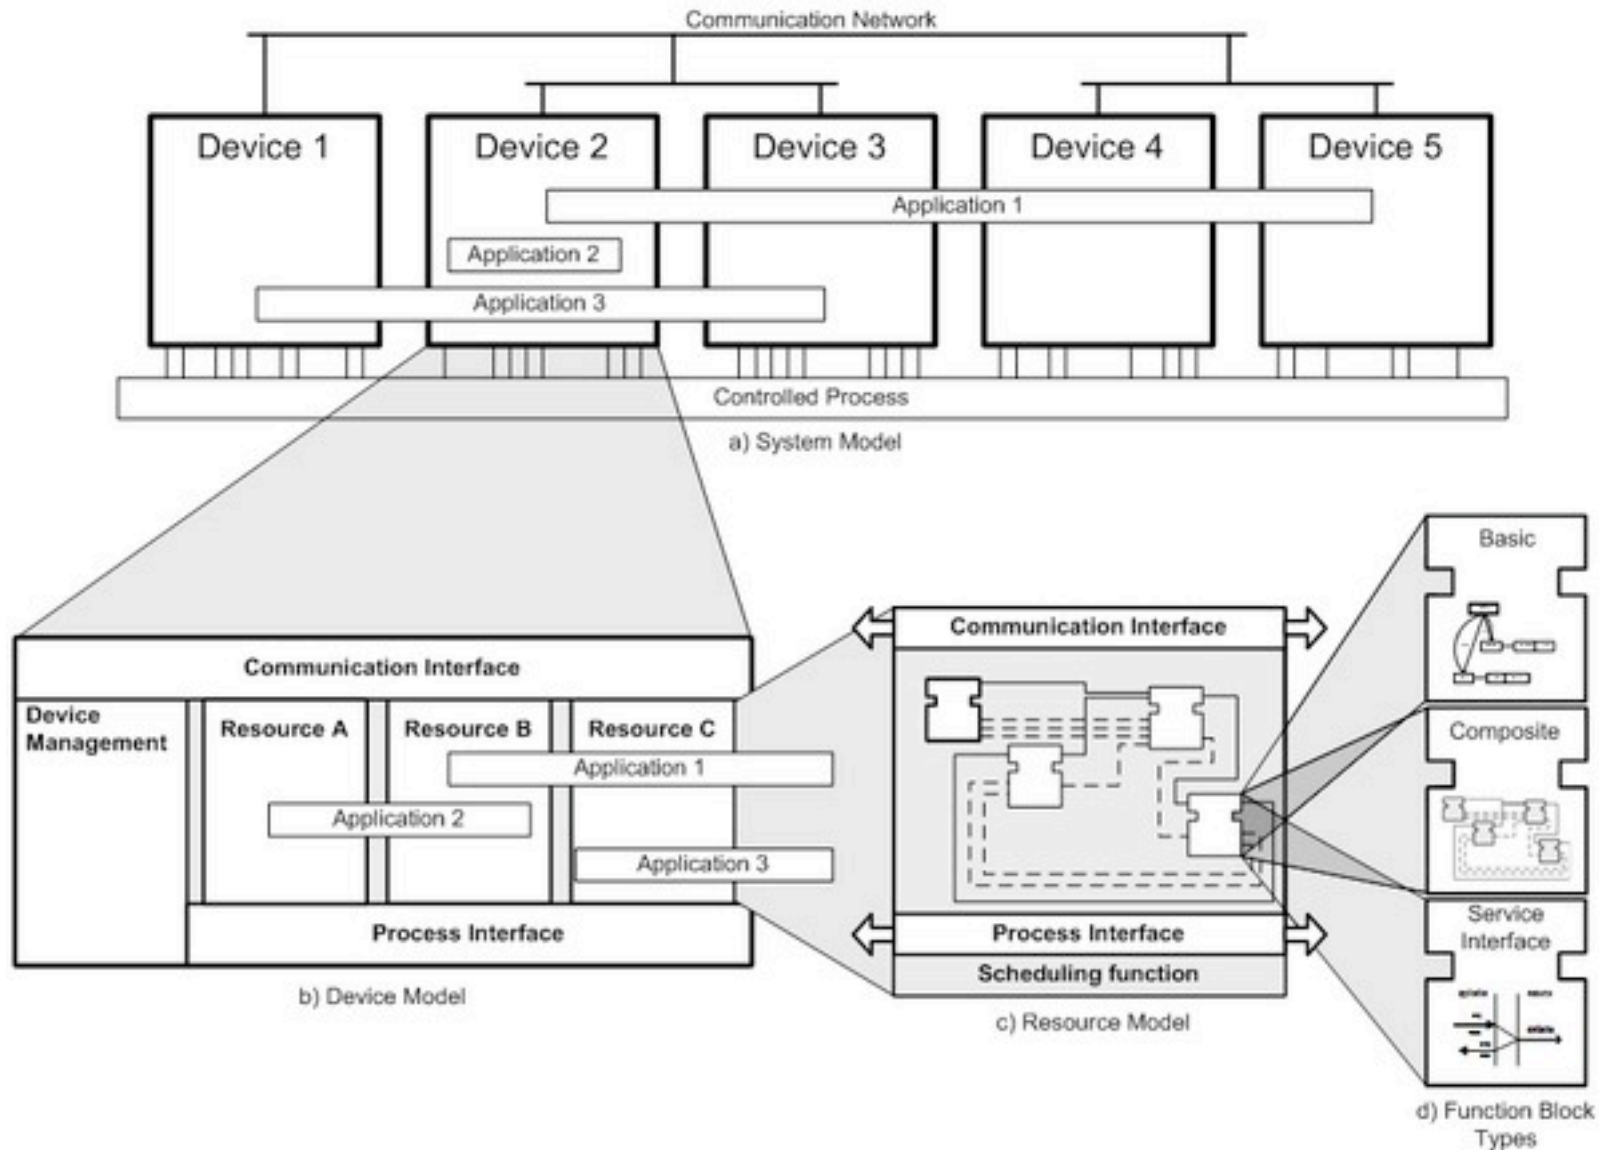 Communication Network
Device 1
Device 2
Device 3
Device 4
Device 5
Application 1
Application 2
Application 3
Controlled Process
a) System Model
Communication Interface
Device
Management
Resource A
Resource B
Resource C
Application 1
Application 2
Application 3
Process Interface
b) Device Model
Communication Interface
Process Interface
Scheduling function
c) Resource Model
Basic
Composite
Service
Interface
d) Function Block
Types